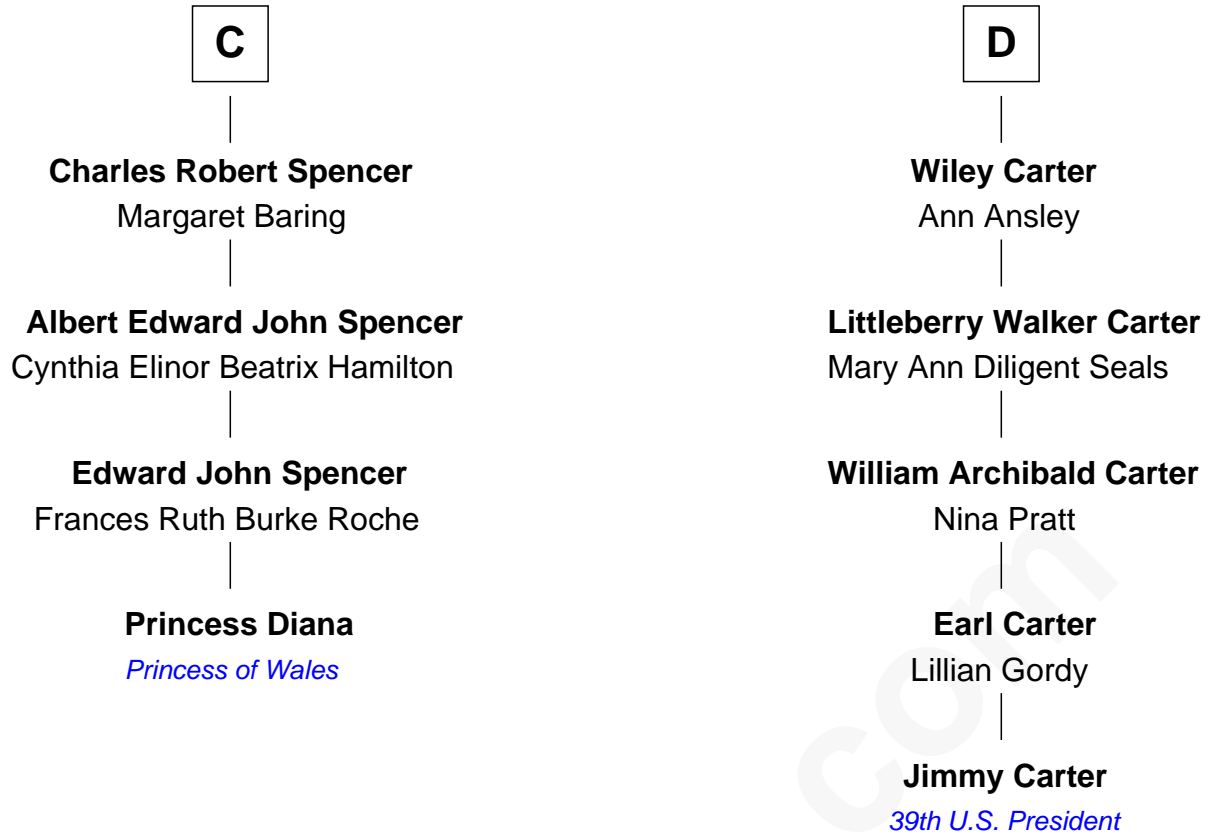 C
Charles Robert Spencer
Margaret Baring
Albert Edward John Spencer
Cynthia Elinor Beatrix Hamilton
Edward John Spencer
Frances Ruth Burke Roche
Princess Diana
Princess of Wales
D
Wiley Carter
Ann Ansley
Littleberry Walker Carter
Mary Ann Diligent Seals
William Archibald Carter
Nina Pratt
Earl Carter
Lillian Gordy
Jimmy Carter
39th U.S. President
com